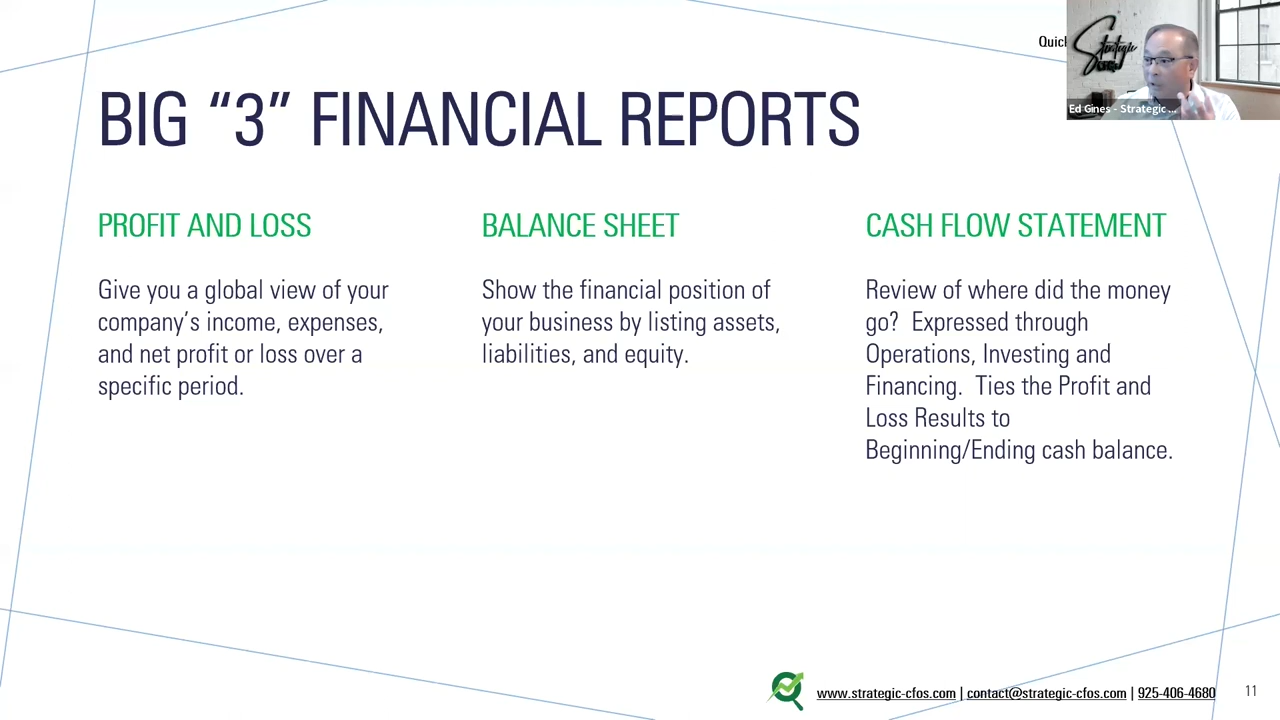 Quic
Strategic
Ed Gines - Strategic ...
BIG “3” FINANCIAL REPORTS
PROFIT AND LOSS
Give you a global view of your
company’s income, expenses,
and net profit or loss over a
specific period.
BALANCE SHEET
Show the financial position of
your business by listing assets,
liabilities, and equity.
CASH FLOW STATEMENT
Review of where did the money
go?  Expressed through
Operations, Investing and
Financing.  Ties the Profit and
Loss Results to
Beginning/Ending cash balance.
www.strategic-cfos.com | contact@strategic-cfos.com | 925-406-4680
11